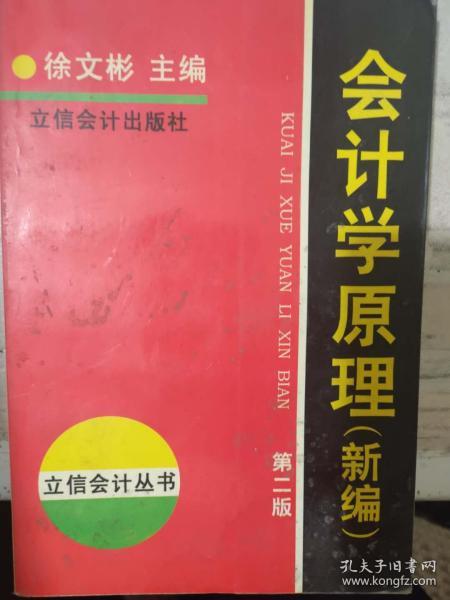 徐文彬 主编
立信会计出版社
会计学原理(新编)
KUAI JI XUE YUAN LI XIN BIAN
第二版
立信会计丛书
孔夫子旧书网
www.kongfz.com